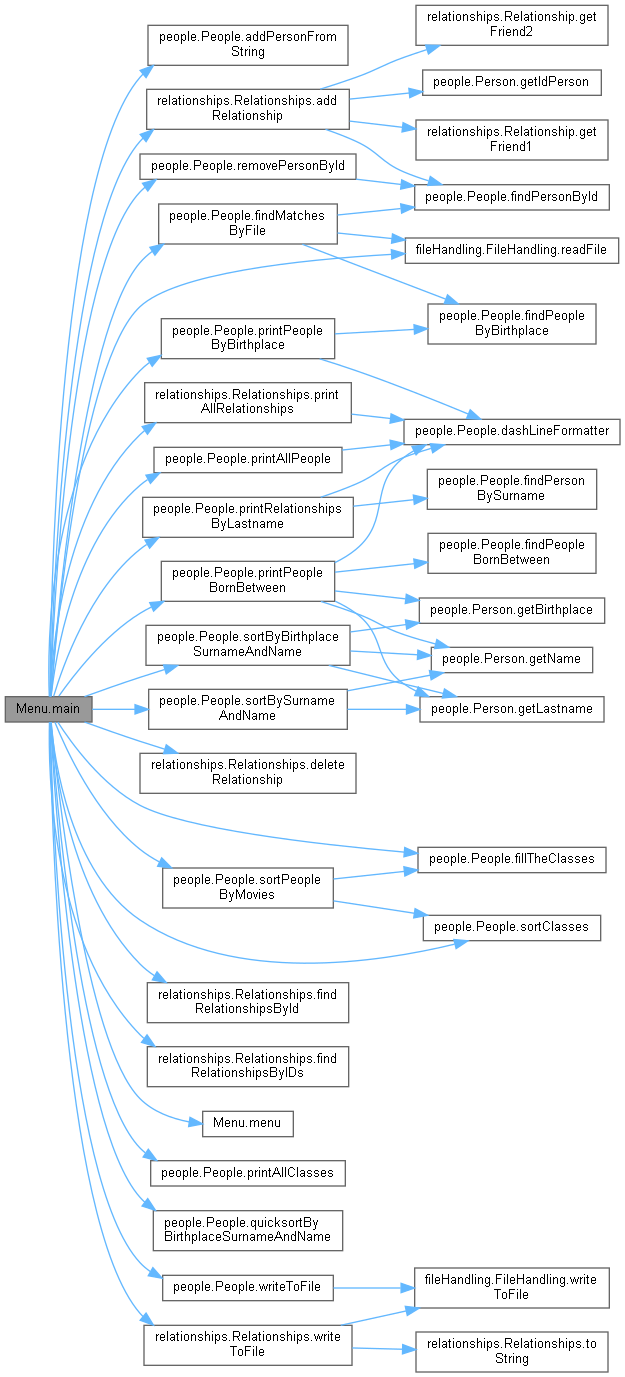 Menu.main
people.People.addPersonFrom
String
relationships.Relationships.add
Relationship
people.People.removePersonById
people.People.findMatches
ByFile
people.People.printPeople
ByBirthplace
relationships.Relationships.print
AllRelationships
people.People.printAllPeople
people.People.printRelationships
ByLastname
people.People.printPeople
BornBetween
people.People.sortByBirthplace
SurnameAndName
people.People.sortBySurname
AndName
relationships.Relationships.delete
Relationship
people.People.sortPeople
ByMovies
relationships.Relationships.find
RelationshipsById
relationships.Relationships.find
RelationshipsByIDs
Menu.menu
people.People.printAllClasses
people.People.quicksortBy
BirthplaceSurnameAndName
people.People.writeToFile
relationships.Relationships.write
ToFile
relationships.Relationship.get
Friend2
people.Person.getIdPerson
relationships.Relationship.get
Friend1
people.People.findPersonById
fileHandling.FileHandling.readFile
people.People.findPeople
ByBirthplace
people.People.dashLineFormatter
people.People.findPerson
BySurname
people.People.findPeople
BornBetween
people.Person.getBirthplace
people.Person.getName
people.Person.getLastname
people.People.fillTheClasses
people.People.sortClasses
fileHandling.FileHandling.write
ToFile
relationships.Relationships.to
String